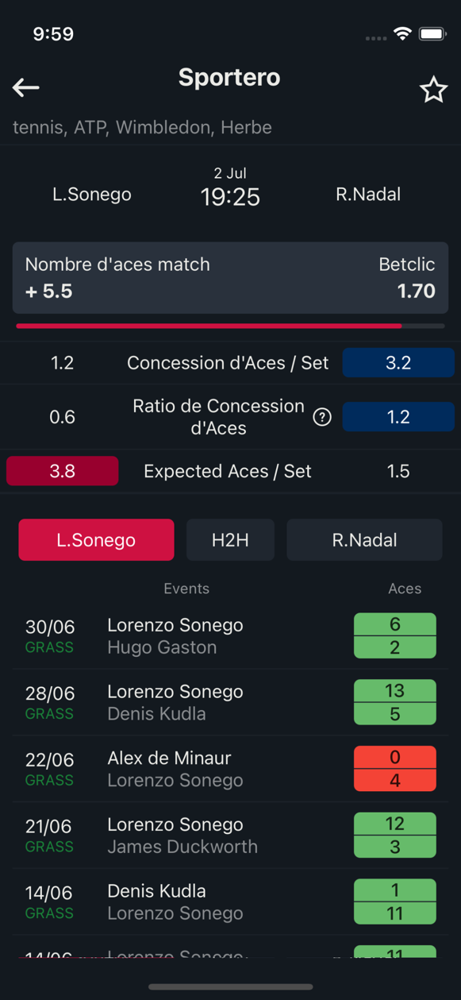 9:59
Sportero
tennis, ATP, Wimbledon, Herbe
2 Jul
L.Sonego 19:25 R.Nadal
Nombre d'aces match Betclic
+ 5.5 1.70
1.2 Concession d'Aces / Set 3.2
0.6 Ratio de Concession d'Aces ? 1.2
3.8 Expected Aces / Set 1.5
L.Sonego H2H R.Nadal
Events Aces
30/06 Lorenzo Sonego 6
GRASS Hugo Gaston 2
28/06 Lorenzo Sonego 13
GRASS Denis Kudla 5
22/06 Alex de Minaur 0
GRASS Lorenzo Sonego 4
21/06 Lorenzo Sonego 12
GRASS James Duckworth 3
14/06 Denis Kudla 1
GRASS Lorenzo Sonego 11
14/06 Lorenzo Sonego 11